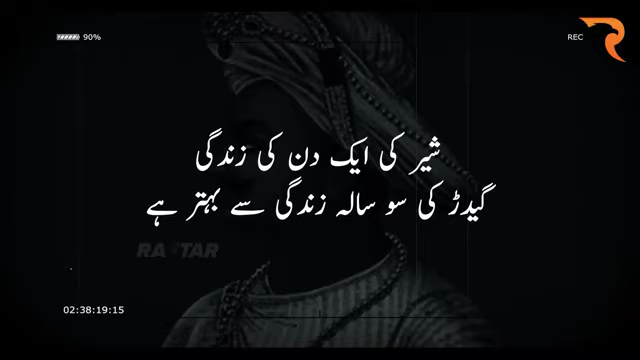 90%
REC
شیر کی ایک دن کی زندگی
گیدڑ کی سو سالہ زندگی سے بہتر ہے
02:38:19:15